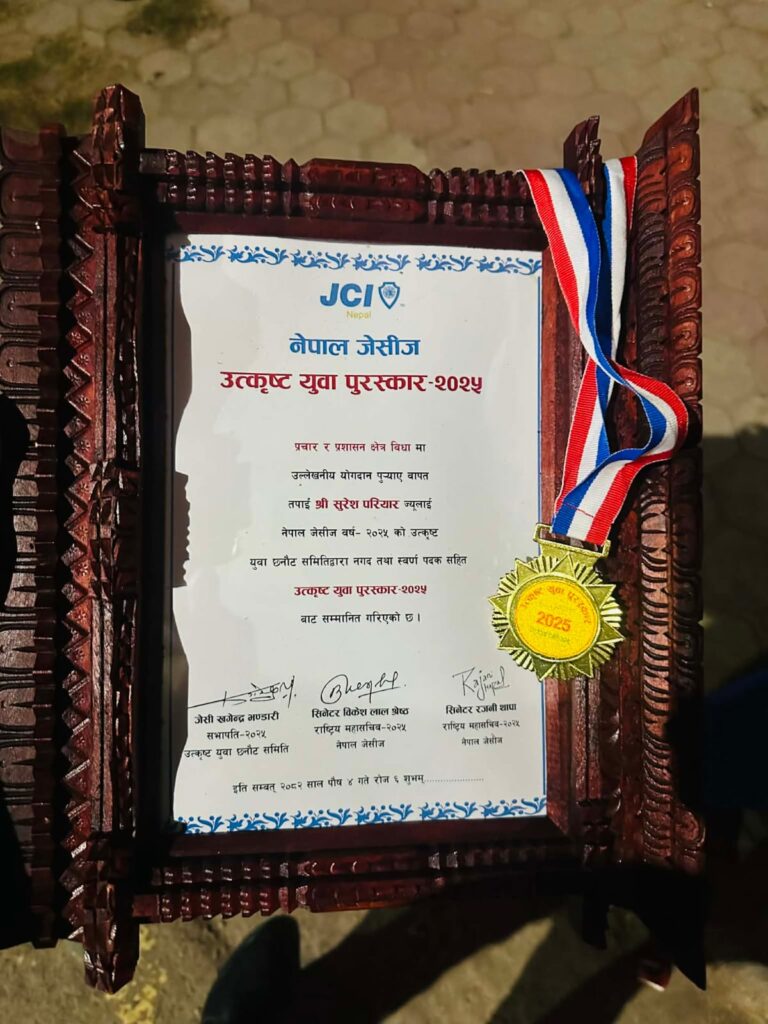 JCI
Nepal
नेपाल जेसीज
उत्कृष्ट युवा पुरस्कार-२०२५
प्रचार र प्रशासन क्षेत्र विधा मा
उल्लेखनीय योगदान पुऱ्याए वापत
तपाई श्री सुरेश परियार ज्यूलाई
नेपाल जेसीज वर्ष- २०२५ को उत्कृष्ट
युवा छनौट समितिद्वारा नगद तथा स्वर्ण पदक सहित
उत्कृष्ट युवा पुरस्कार-२०२५
बाट सम्मानित गरिएको छ ।
जेसी खगेन्द्र भण्डारी
सभापति-२०२५
उत्कृष्ट युवा छनौट समिति
सिनेटर विकेश लाल श्रेष्ठ
राष्ट्रिय महासचिव-२०२५
नेपाल जेसीज
सिनेटर रजनी थापा
राष्ट्रिय महासचिव-२०२५
नेपाल जेसीज
इति सम्वत् २०८२ साल पौष ४ गते रोज ६ शुभम्.....................
उत्कृष्ट युवा पुरस्कार
2025